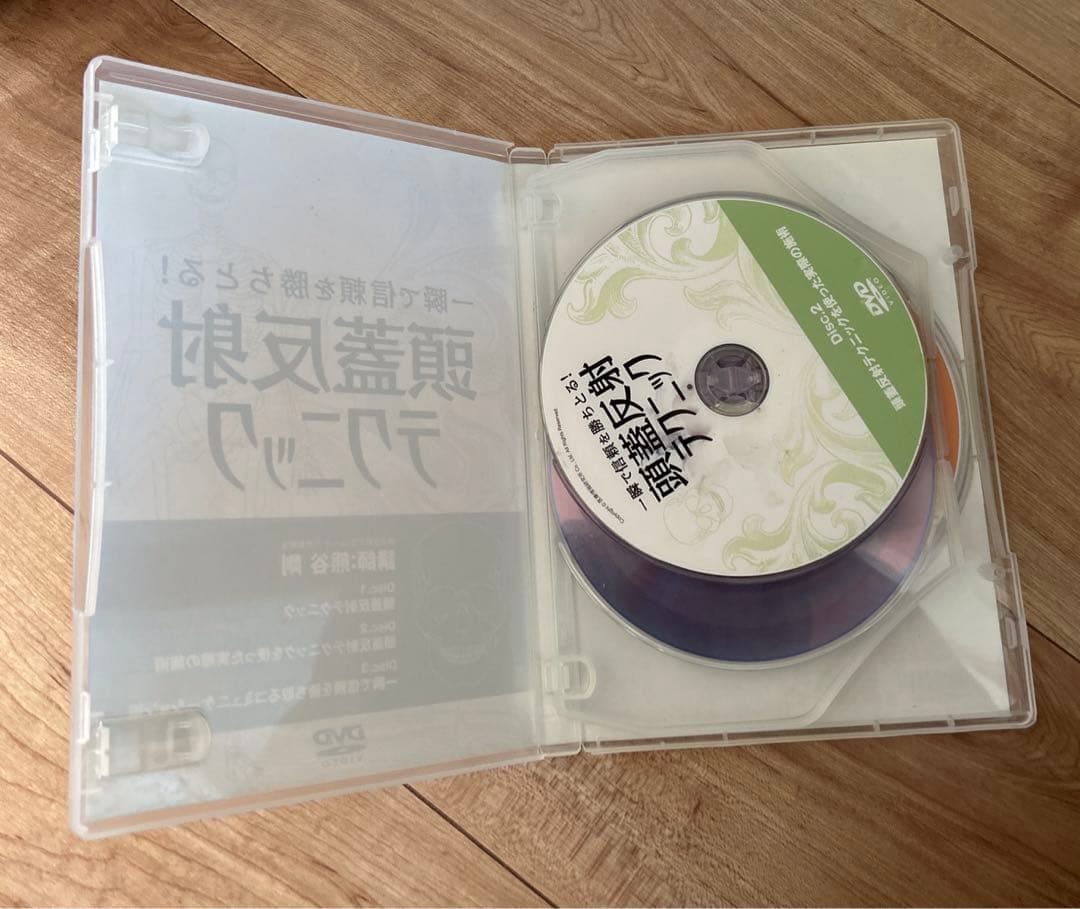 一瞬で信頼を勝ちとる!
頭蓋反射
テクニック
講師:熊谷 剛
Disc.1
頭蓋反射テクニック
Disc.2
頭蓋反射テクニックを使った実際の施術
Disc.3
DVD
VIDEO
一瞬で信頼を勝ちとる!
頭蓋反射
テクニック
Disc.2
頭蓋反射テクニックを使った実際の施術
DVD
VIDEO